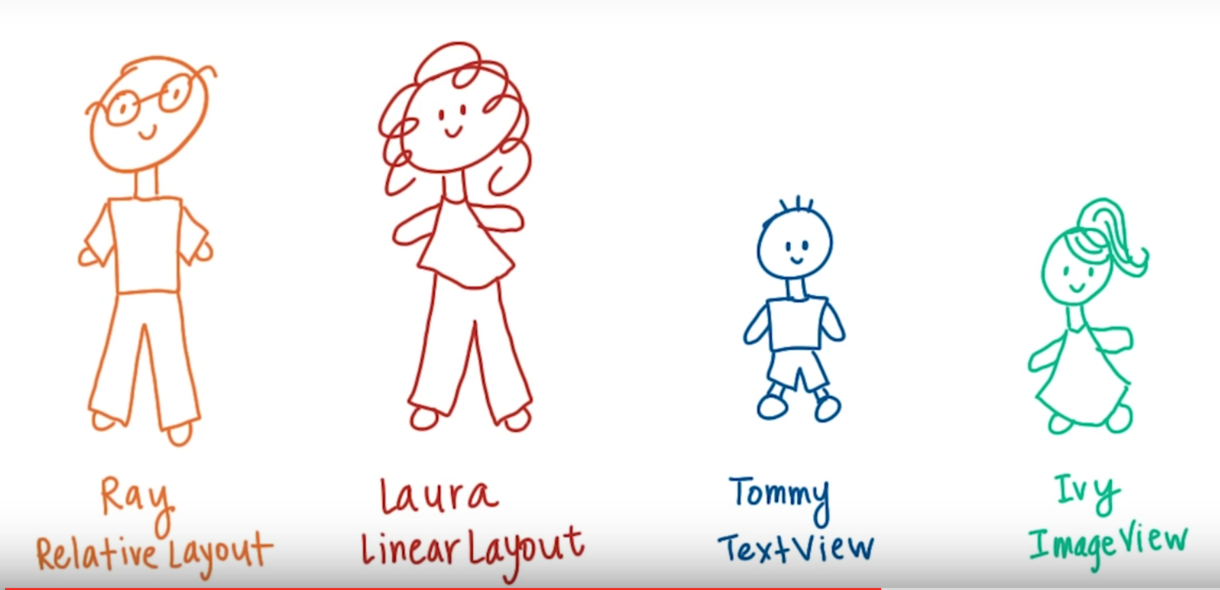 Ray
Relative Layout
Laura
Linear Layout
Tommy
TextView
Ivy
ImageView